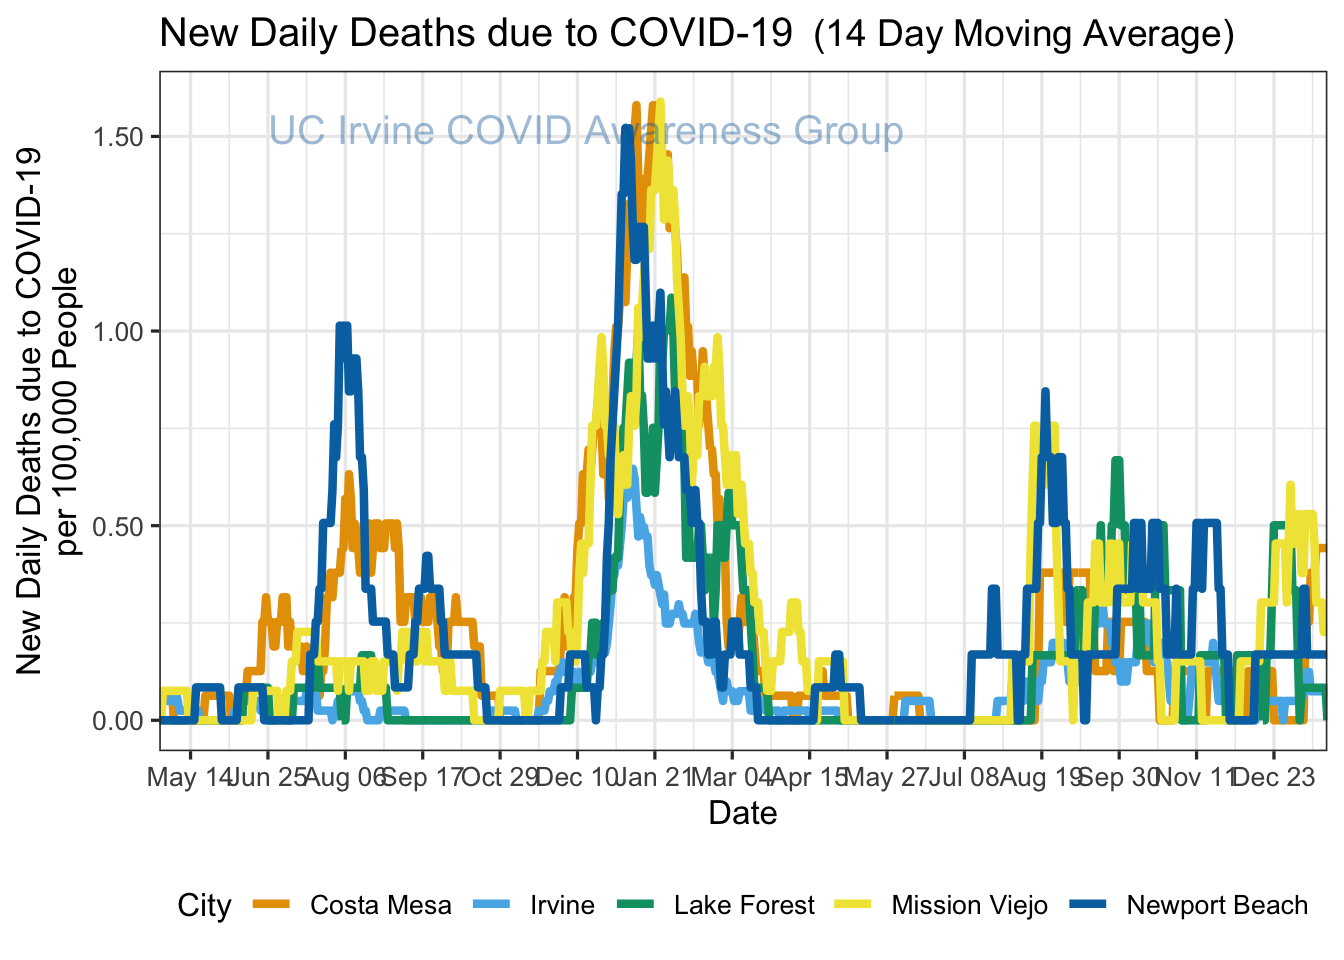 New Daily Deaths due to COVID-19 (14 Day Moving Average)
UC Irvine COVID Awareness Group
New Daily Deaths due to COVID-19
per 100,000 People
1.50
1.00
0.50
0.00
May 14 Jun 25 Aug 06 Sep 17 Oct 29 Dec 10 Jan 21 Mar 04 Apr 15 May 27 Jul 08 Aug 19 Sep 30 Nov 11 Dec 23
Date
City Costa Mesa Irvine Lake Forest Mission Viejo Newport Beach